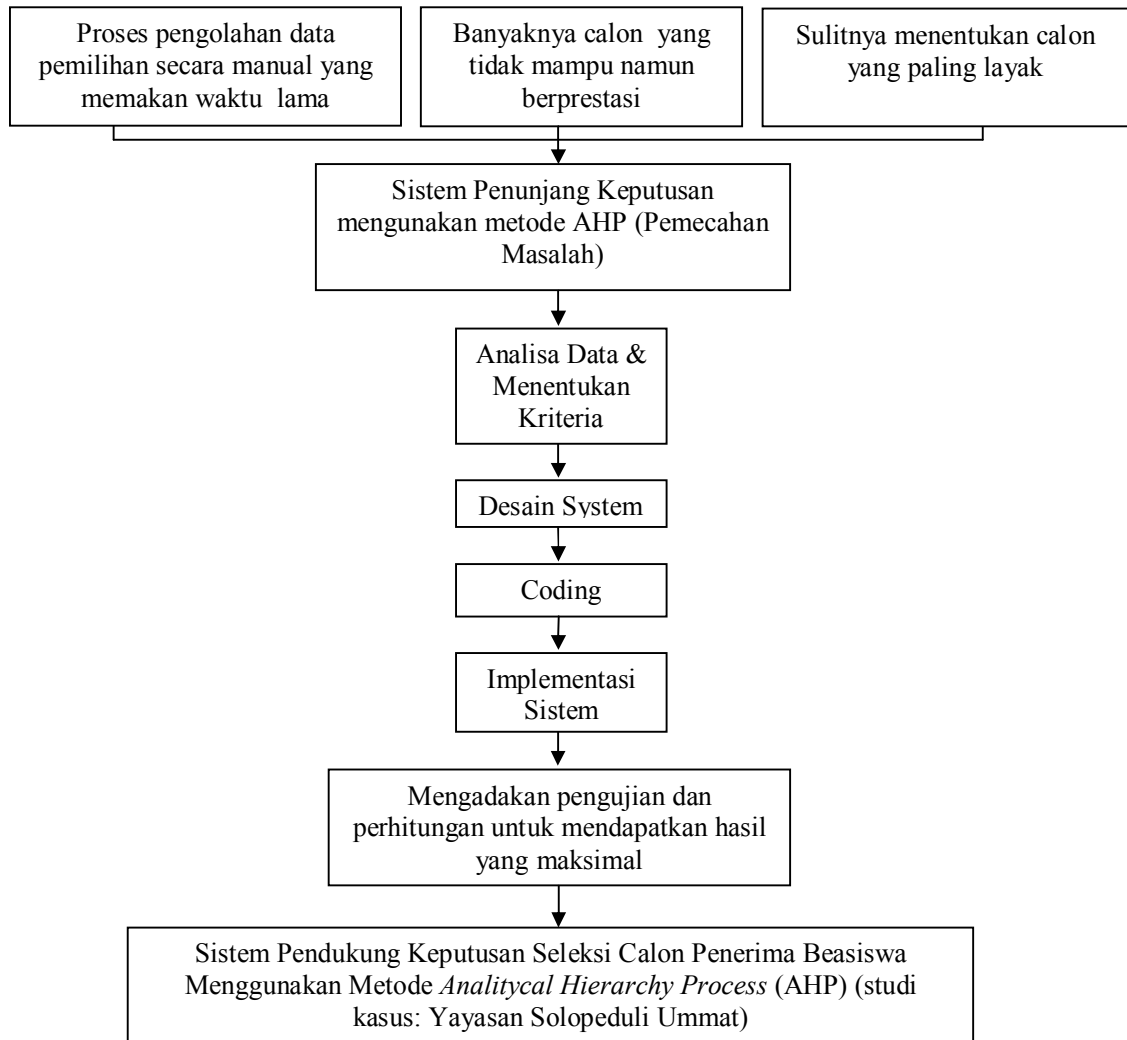 Proses pengolahan data
pemilihan secara manual yang
memakan waktu lama
Banyaknya calon yang
tidak mampu namun
berprestasi
Sulitnya menentukan calon
yang paling layak
Sistem Penunjang Keputusan
mengunakan metode AHP (Pemecahan
Masalah)
Analisa Data &
Menentukan
Kriteria
Desain System
Coding
Implementasi
Sistem
Mengadakan pengujian dan
perhitungan untuk mendapatkan hasil
yang maksimal
Sistem Pendukung Keputusan Seleksi Calon Penerima Beasiswa
Menggunakan Metode Analitycal Hierarchy Process (AHP) (studi
kasus: Yayasan Solopeduli Ummat)